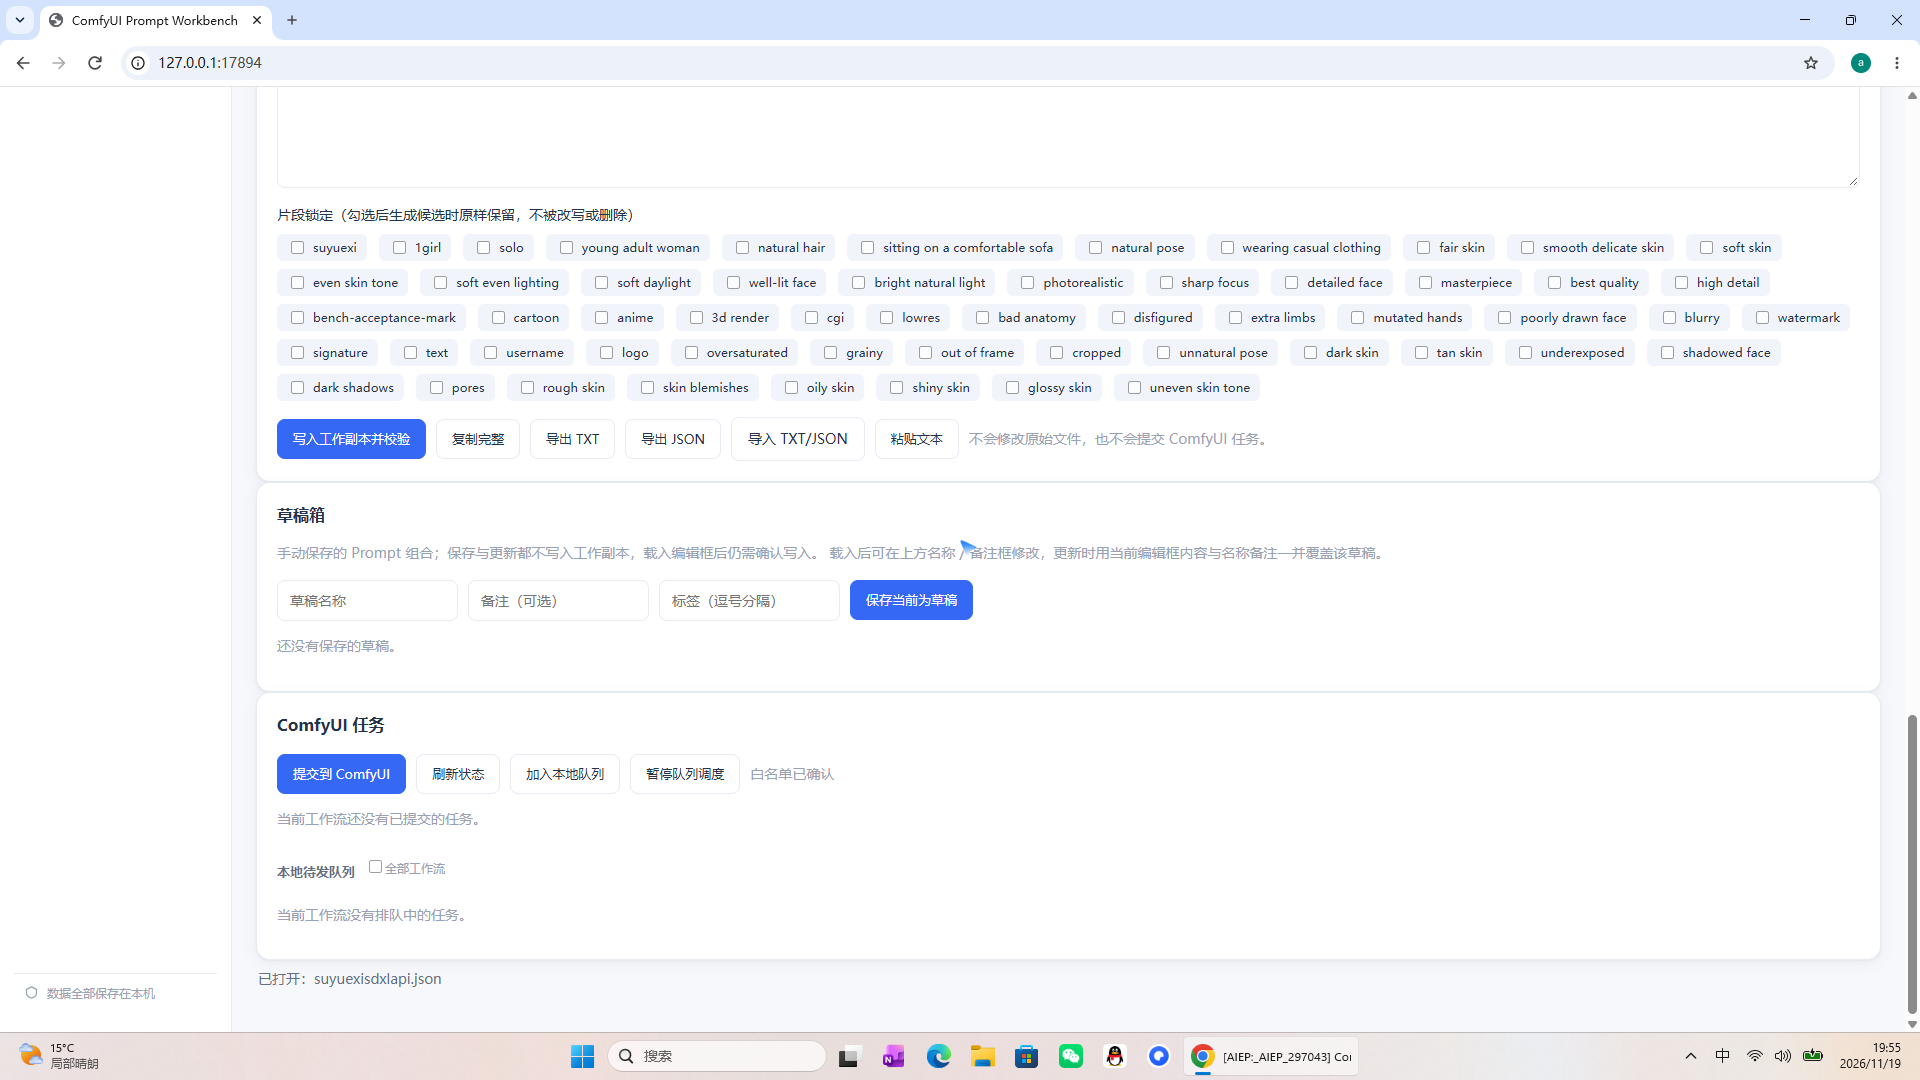 ComfyUI Prompt Workbench
127.0.0.1:17894
a
片段锁定（勾选后生成候选时原样保留，不被改写或删除）
suyuexi 1girl solo young adult woman natural hair sitting on a comfortable sofa natural pose wearing casual clothing fair skin smooth delicate skin soft skin
even skin tone soft even lighting soft daylight well-lit face bright natural light photorealistic sharp focus detailed face masterpiece best quality high detail
bench-acceptance-mark cartoon anime 3d render cgi lowres bad anatomy disfigured extra limbs mutated hands poorly drawn face blurry watermark
signature text username logo oversaturated grainy out of frame cropped unnatural pose dark skin tan skin underexposed shadowed face
dark shadows pores rough skin skin blemishes oily skin shiny skin glossy skin uneven skin tone
写入工作副本并校验 复制完整 导出 TXT 导出 JSON 导入 TXT/JSON 粘贴文本 不会修改原始文件，也不会提交 ComfyUI 任务。
草稿箱
手动保存的 Prompt 组合；保存与更新都不写入工作副本，载入编辑框后仍需确认写入。 载入后可在上方名称 / 备注框修改，更新时用当前编辑框内容与名称备注一并覆盖该草稿。
草稿名称 备注（可选） 标签（逗号分隔） 保存当前为草稿
还没有保存的草稿。
ComfyUI 任务
提交到 ComfyUI 刷新状态 加入本地队列 暂停队列调度 白名单已确认
当前工作流还没有已提交的任务。
本地待发队列 全部工作流
当前工作流没有排队中的任务。
已打开：suyuexisdxlapi.json
数据全部保存在本机
15°C
局部晴朗
搜索
[AIEP:_AIEP_297043] Cor
中
19:55
2026/11/19